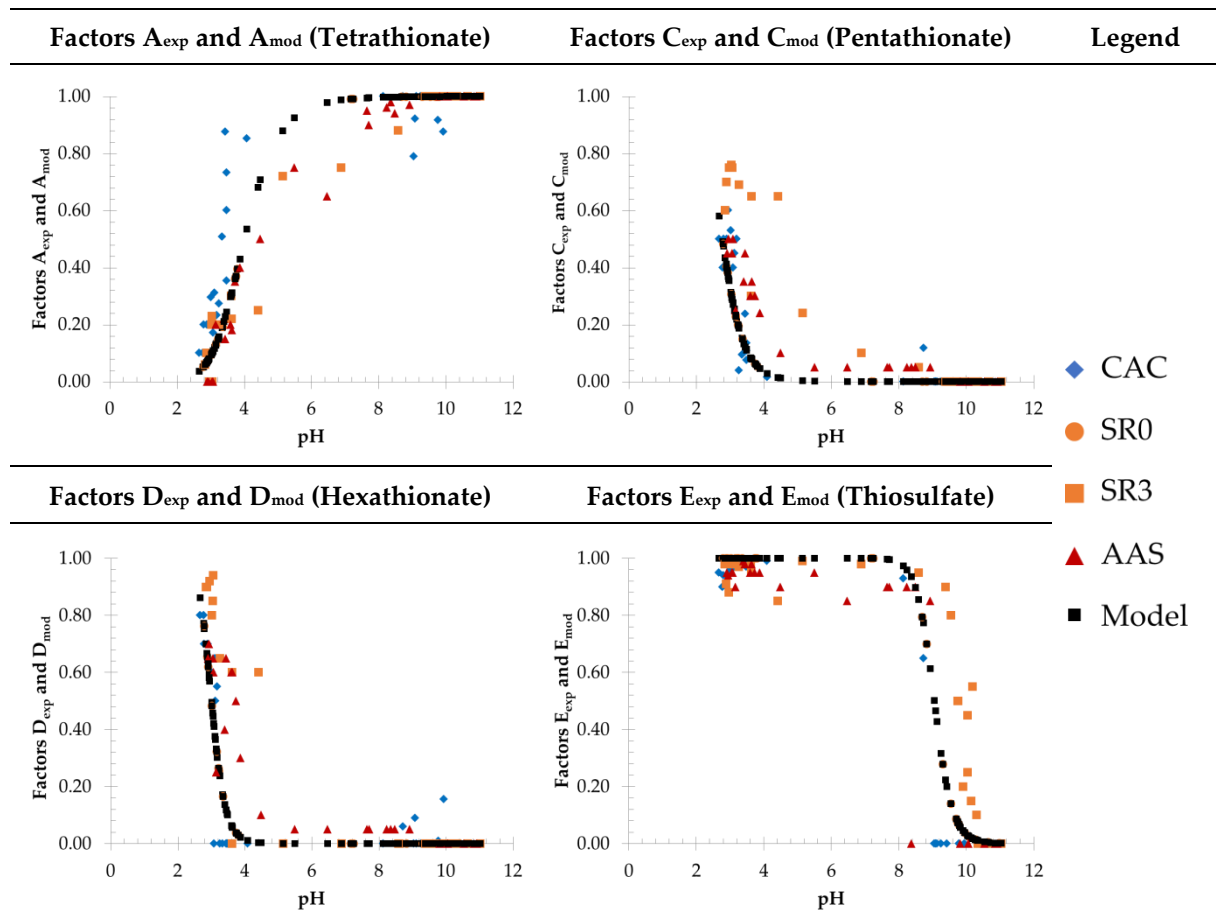 Factors Aexp and Amod (Tetrathionate)
Factors Cexp and Cmod (Pentathionate)
Legend
Factors Aexp and Amod
1.00
0.80
0.60
0.40
0.20
0.00
0 2 4 6 8 10 12
pH
Factors Cexp and Cmod
1.00
0.80
0.60
0.40
0.20
0.00
0 2 4 6 8 10 12
pH
Factors Dexp and Dmod (Hexathionate)
Factors Eexp and Emod (Thiosulfate)
Factors Dexp and Dmod
1.00
0.80
0.60
0.40
0.20
0.00
0 2 4 6 8 10 12
pH
Factors Eexp and Emod
1.00
0.80
0.60
0.40
0.20
0.00
0 2 4 6 8 10 12
pH
CAC
SR0
SR3
AAS
Model